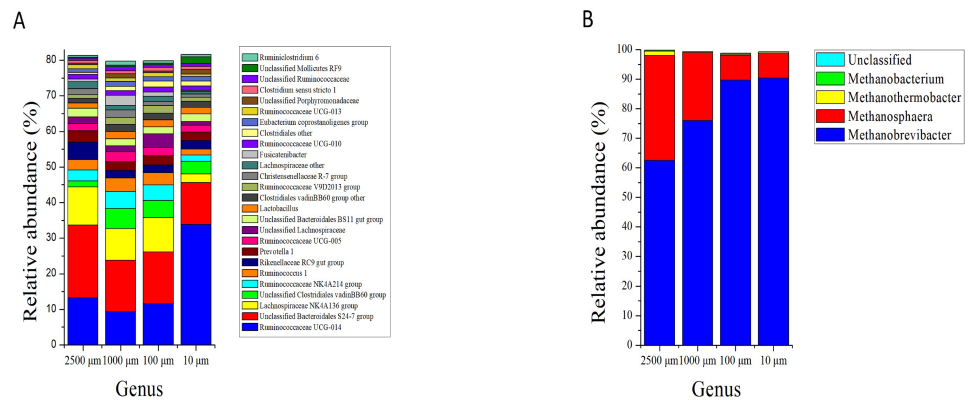 A
Relative abundance (%)
80
70
60
50
40
30
20
10
0
2500 μm 1000 μm 100 μm 10 μm
Genus
Ruminiclostridium 6
Unclassified Mollicutes RF9
Unclassified Ruminococcaceae
Clostridium sensu stricto 1
Unclassified Porphyromonadaceae
Ruminococcaceae UCG-013
Eubacterium coprostanoligenes group
Clostridiales other
Ruminococcaceae UCG-010
Fusicatenibacter
Lachnospiraceae other
Christensenellaceae R-7 group
Ruminococcaceae V9D2013 group
Clostridiales vadinBB60 group other
Lactobacillus
Unclassified Bacteroidales BS11 gut group
Unclassified Lachnospiraceae
Ruminococcaceae UCG-005
Prevotella 1
Rikenellaceae RC9 gut group
Ruminococcus 1
Ruminococcaceae NK4A214 group
Unclassified Clostridiales vadinBB60 group
Lachnospiraceae NK4A136 group
Unclassified Bacteroidales S24-7 group
Ruminococcaceae UCG-014
B
Relative abundance (%)
100
90
80
70
60
50
40
30
20
10
0
2500 μm 1000 μm 100 μm 10 μm
Genus
Unclassified
Methanobacterium
Methanothermobacter
Methanosphaera
Methanobrevibacter